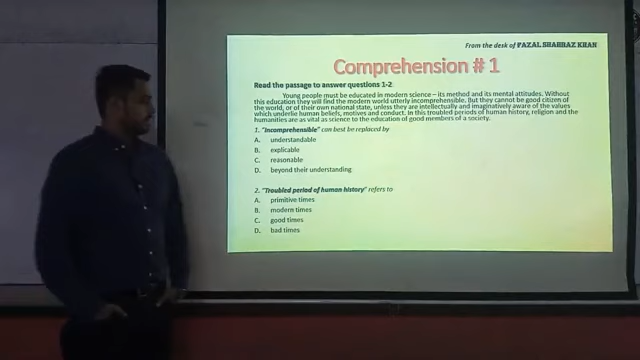 From the desk of FAZAL SHAHBAZ KHAN
Comprehension # 1
Read the passage to answer questions 1-2
Young people must be educated in modern science – its method and its mental attitudes. Without
this education they will find the modern world utterly incomprehensible. But they cannot be good citizen of
the world, or of their own national state, unless they are intellectually and imaginatively aware of the values
which underlie human beliefs, motives and conduct. In this troubled periods of human history, religion and the
humanities are as vital as science to the education of good members of a society.
1. "Incomprehensible" can best be replaced by
A. understandable
B. explicable
C. reasonable
D. beyond their understanding
2. "Troubled period of human history" refers to
A. primitive times
B. modern times
C. good times
D. bad times